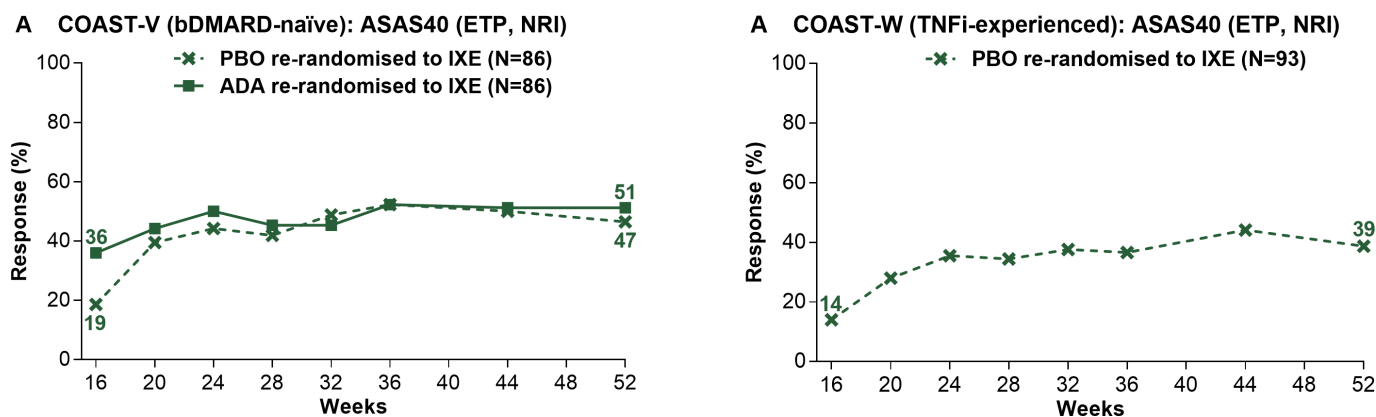 A COAST-V (bDMARD-naïve): ASAS40 (ETP, NRI)
PBO re-randomised to IXE (N=86)
ADA re-randomised to IXE (N=86)
Response (%)
100
80
60
40
20
0
36
19
51
47
16 20 24 28 32 36 40 44 48 52
Weeks
A COAST-W (TNFi-experienced): ASAS40 (ETP, NRI)
PBO re-randomised to IXE (N=93)
Response (%)
100
80
60
40
20
0
14
39
16 20 24 28 32 36 40 44 48 52
Weeks